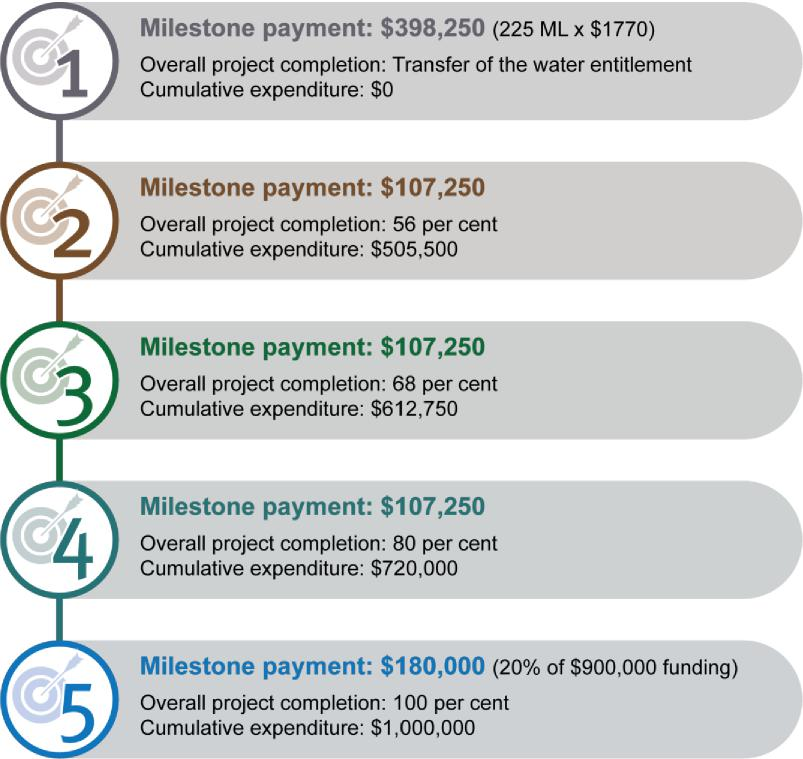 1
Milestone payment: $398,250 (225 ML x $1770)
Overall project completion: Transfer of the water entitlement
Cumulative expenditure: $0
2
Milestone payment: $107,250
Overall project completion: 56 per cent
Cumulative expenditure: $505,500
3
Milestone payment: $107,250
Overall project completion: 68 per cent
Cumulative expenditure: $612,750
4
Milestone payment: $107,250
Overall project completion: 80 per cent
Cumulative expenditure: $720,000
5
Milestone payment: $180,000 (20% of $900,000 funding)
Overall project completion: 100 per cent
Cumulative expenditure: $1,000,000